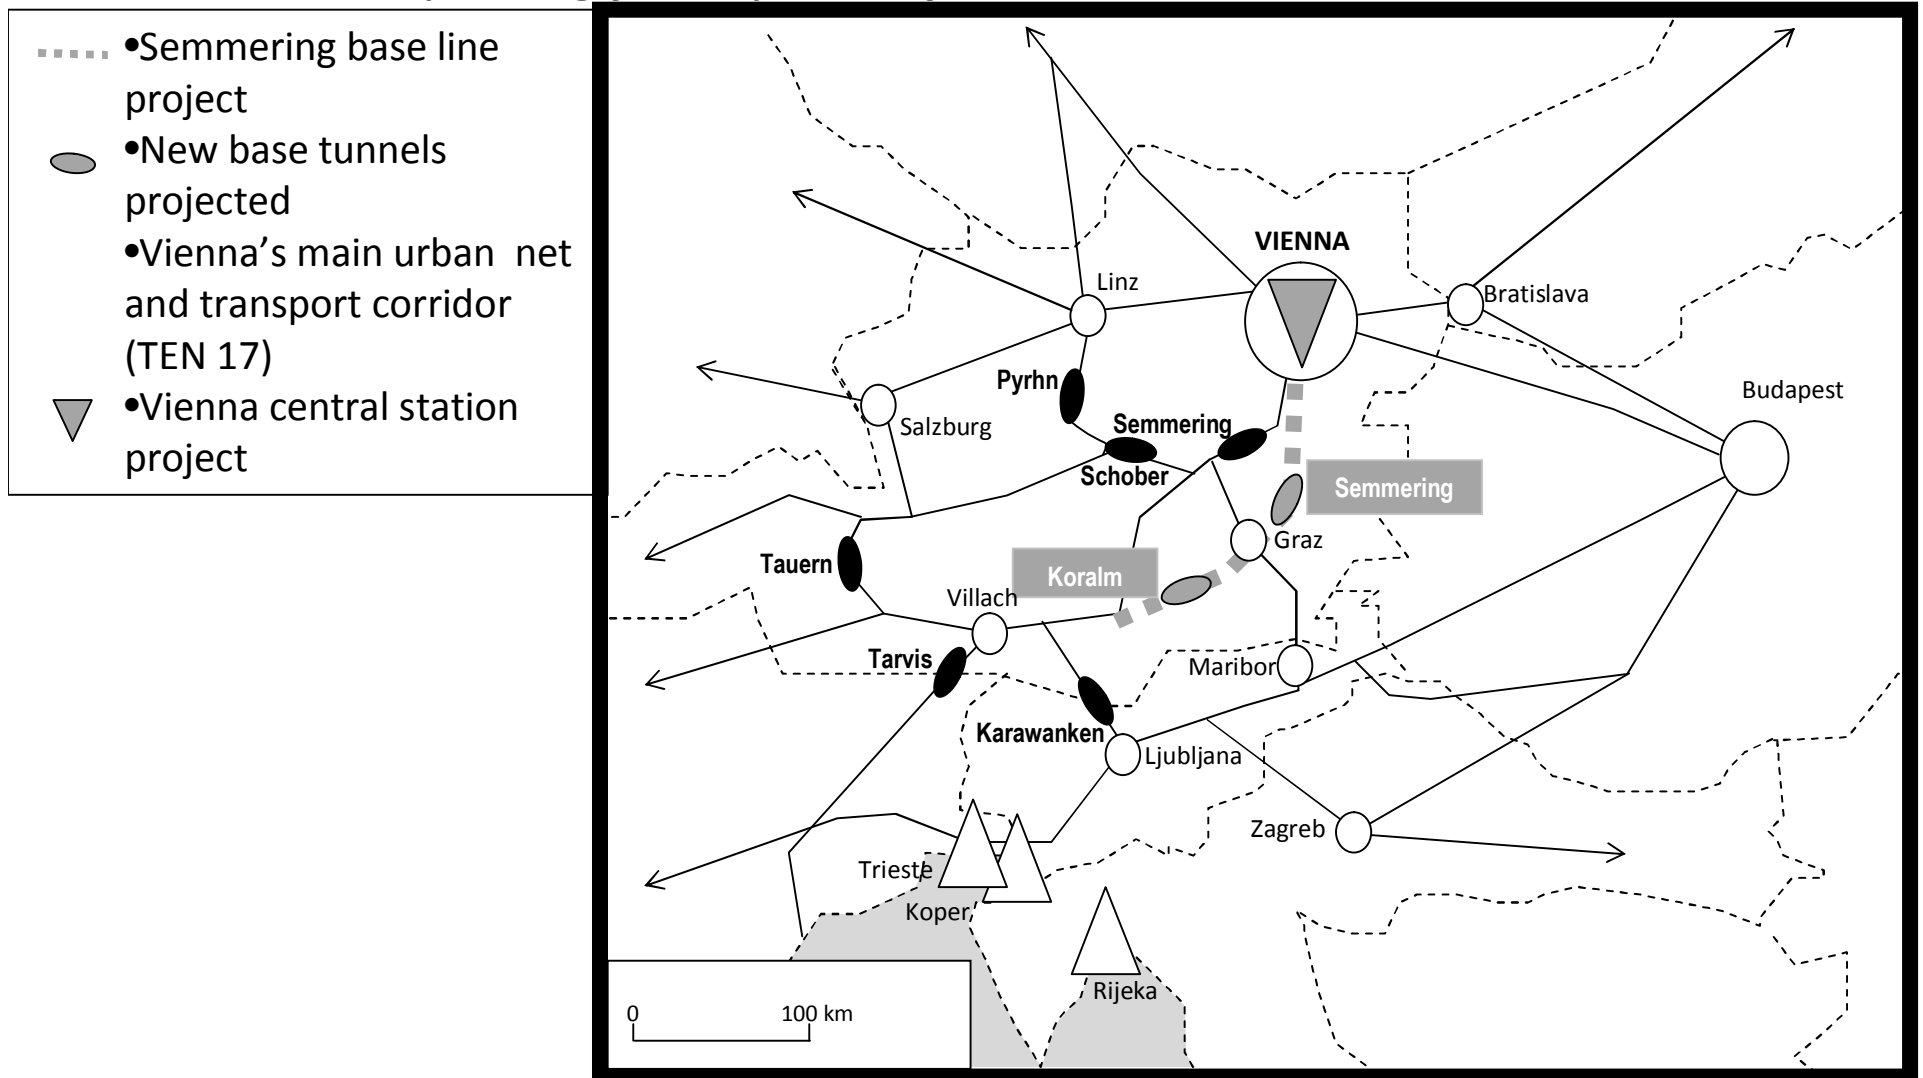 •Semmering base line
project
•New base tunnels
projected
•Vienna’s main urban net
and transport corridor
(TEN 17)
•Vienna central station
project
VIENNA
Linz
Bratislava
Pyrhn
Budapest
Salzburg
Semmering
Schober
Semmering
Graz
Tauern
Koralm
Villach
Tarvis
Maribor
Karawanken
Ljubljana
Zagreb
Trieste
Koper
Rijeka
0
100 km